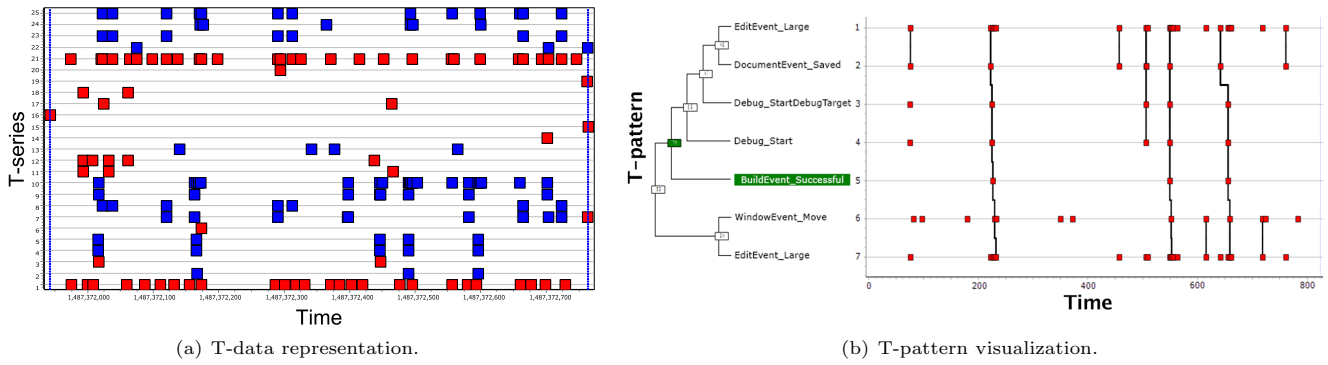 25
24
23
22
21
20
19
18
17
16
15
14
13
12
11
10
9
8
7
6
5
4
3
2
1
T-series
1,487,372,000 1,487,372,100 1,487,372,200 1,487,372,300 1,487,372,400 1,487,372,500 1,487,372,600 1,487,372,700
Time
(a) T-data representation.
T-pattern
EditEvent_Large 1
DocumentEvent_Saved 2
Debug_StartDebugTarget 3
Debug_Start 4
BuildEvent_Successful 5
WindowEvent_Move 6
EditEvent_Large 7
0 200 400 600 800
Time
(b) T-pattern visualization.